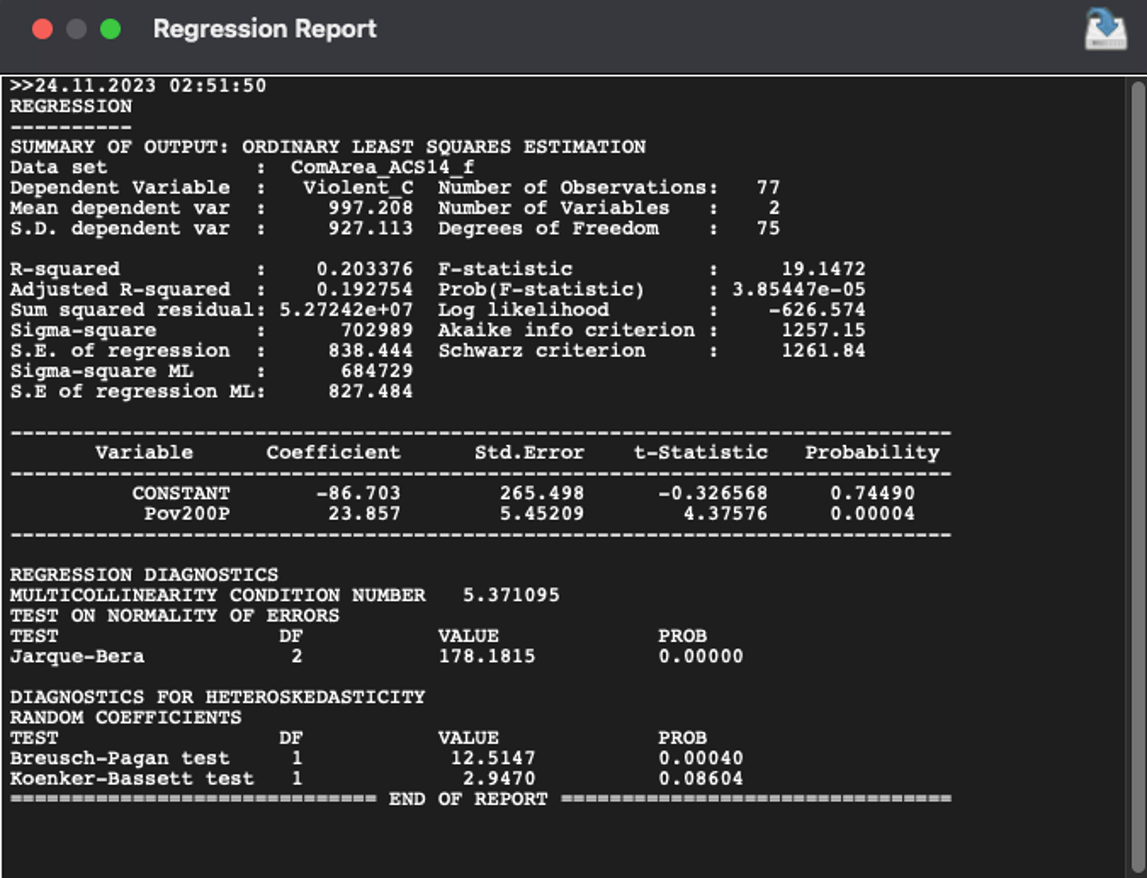 Regression Report
>>24.11.2023 02:51:50
REGRESSION
----------
SUMMARY OF OUTPUT: ORDINARY LEAST SQUARES ESTIMATION
Data set            :  ComArea_ACS14_f
Dependent Variable  :   Violent_C  Number of Observations:   77
Mean dependent var  :     997.208  Number of Variables   :    2
S.D. dependent var  :     927.113  Degrees of Freedom    :   75
R-squared           :    0.203376  F-statistic           :     19.1472
Adjusted R-squared  :    0.192754  Prob(F-statistic)     : 3.85447e-05
Sum squared residual: 5.27242e+07  Log likelihood        :    -626.574
Sigma-square        :      702989  Akaike info criterion :     1257.15
S.E. of regression  :     838.444  Schwarz criterion     :     1261.84
Sigma-square ML     :      684729
S.E of regression ML:     827.484
-----------------------------------------------------------------------------
       Variable      Coefficient      Std.Error    t-Statistic   Probability
-----------------------------------------------------------------------------
          CONSTANT       -86.703        265.498      -0.326568     0.74490
           Pov200P        23.857        5.45209        4.37576     0.00004
-----------------------------------------------------------------------------
REGRESSION DIAGNOSTICS
MULTICOLLINEARITY CONDITION NUMBER   5.371095
TEST ON NORMALITY OF ERRORS
TEST                  DF           VALUE             PROB
Jarque-Bera            2           178.1815          0.00000
DIAGNOSTICS FOR HETEROSKEDASTICITY
RANDOM COEFFICIENTS
TEST                  DF           VALUE             PROB
Breusch-Pagan test     1            12.5147          0.00040
Koenker-Bassett test   1             2.9470          0.08604
============================== END OF REPORT ================================